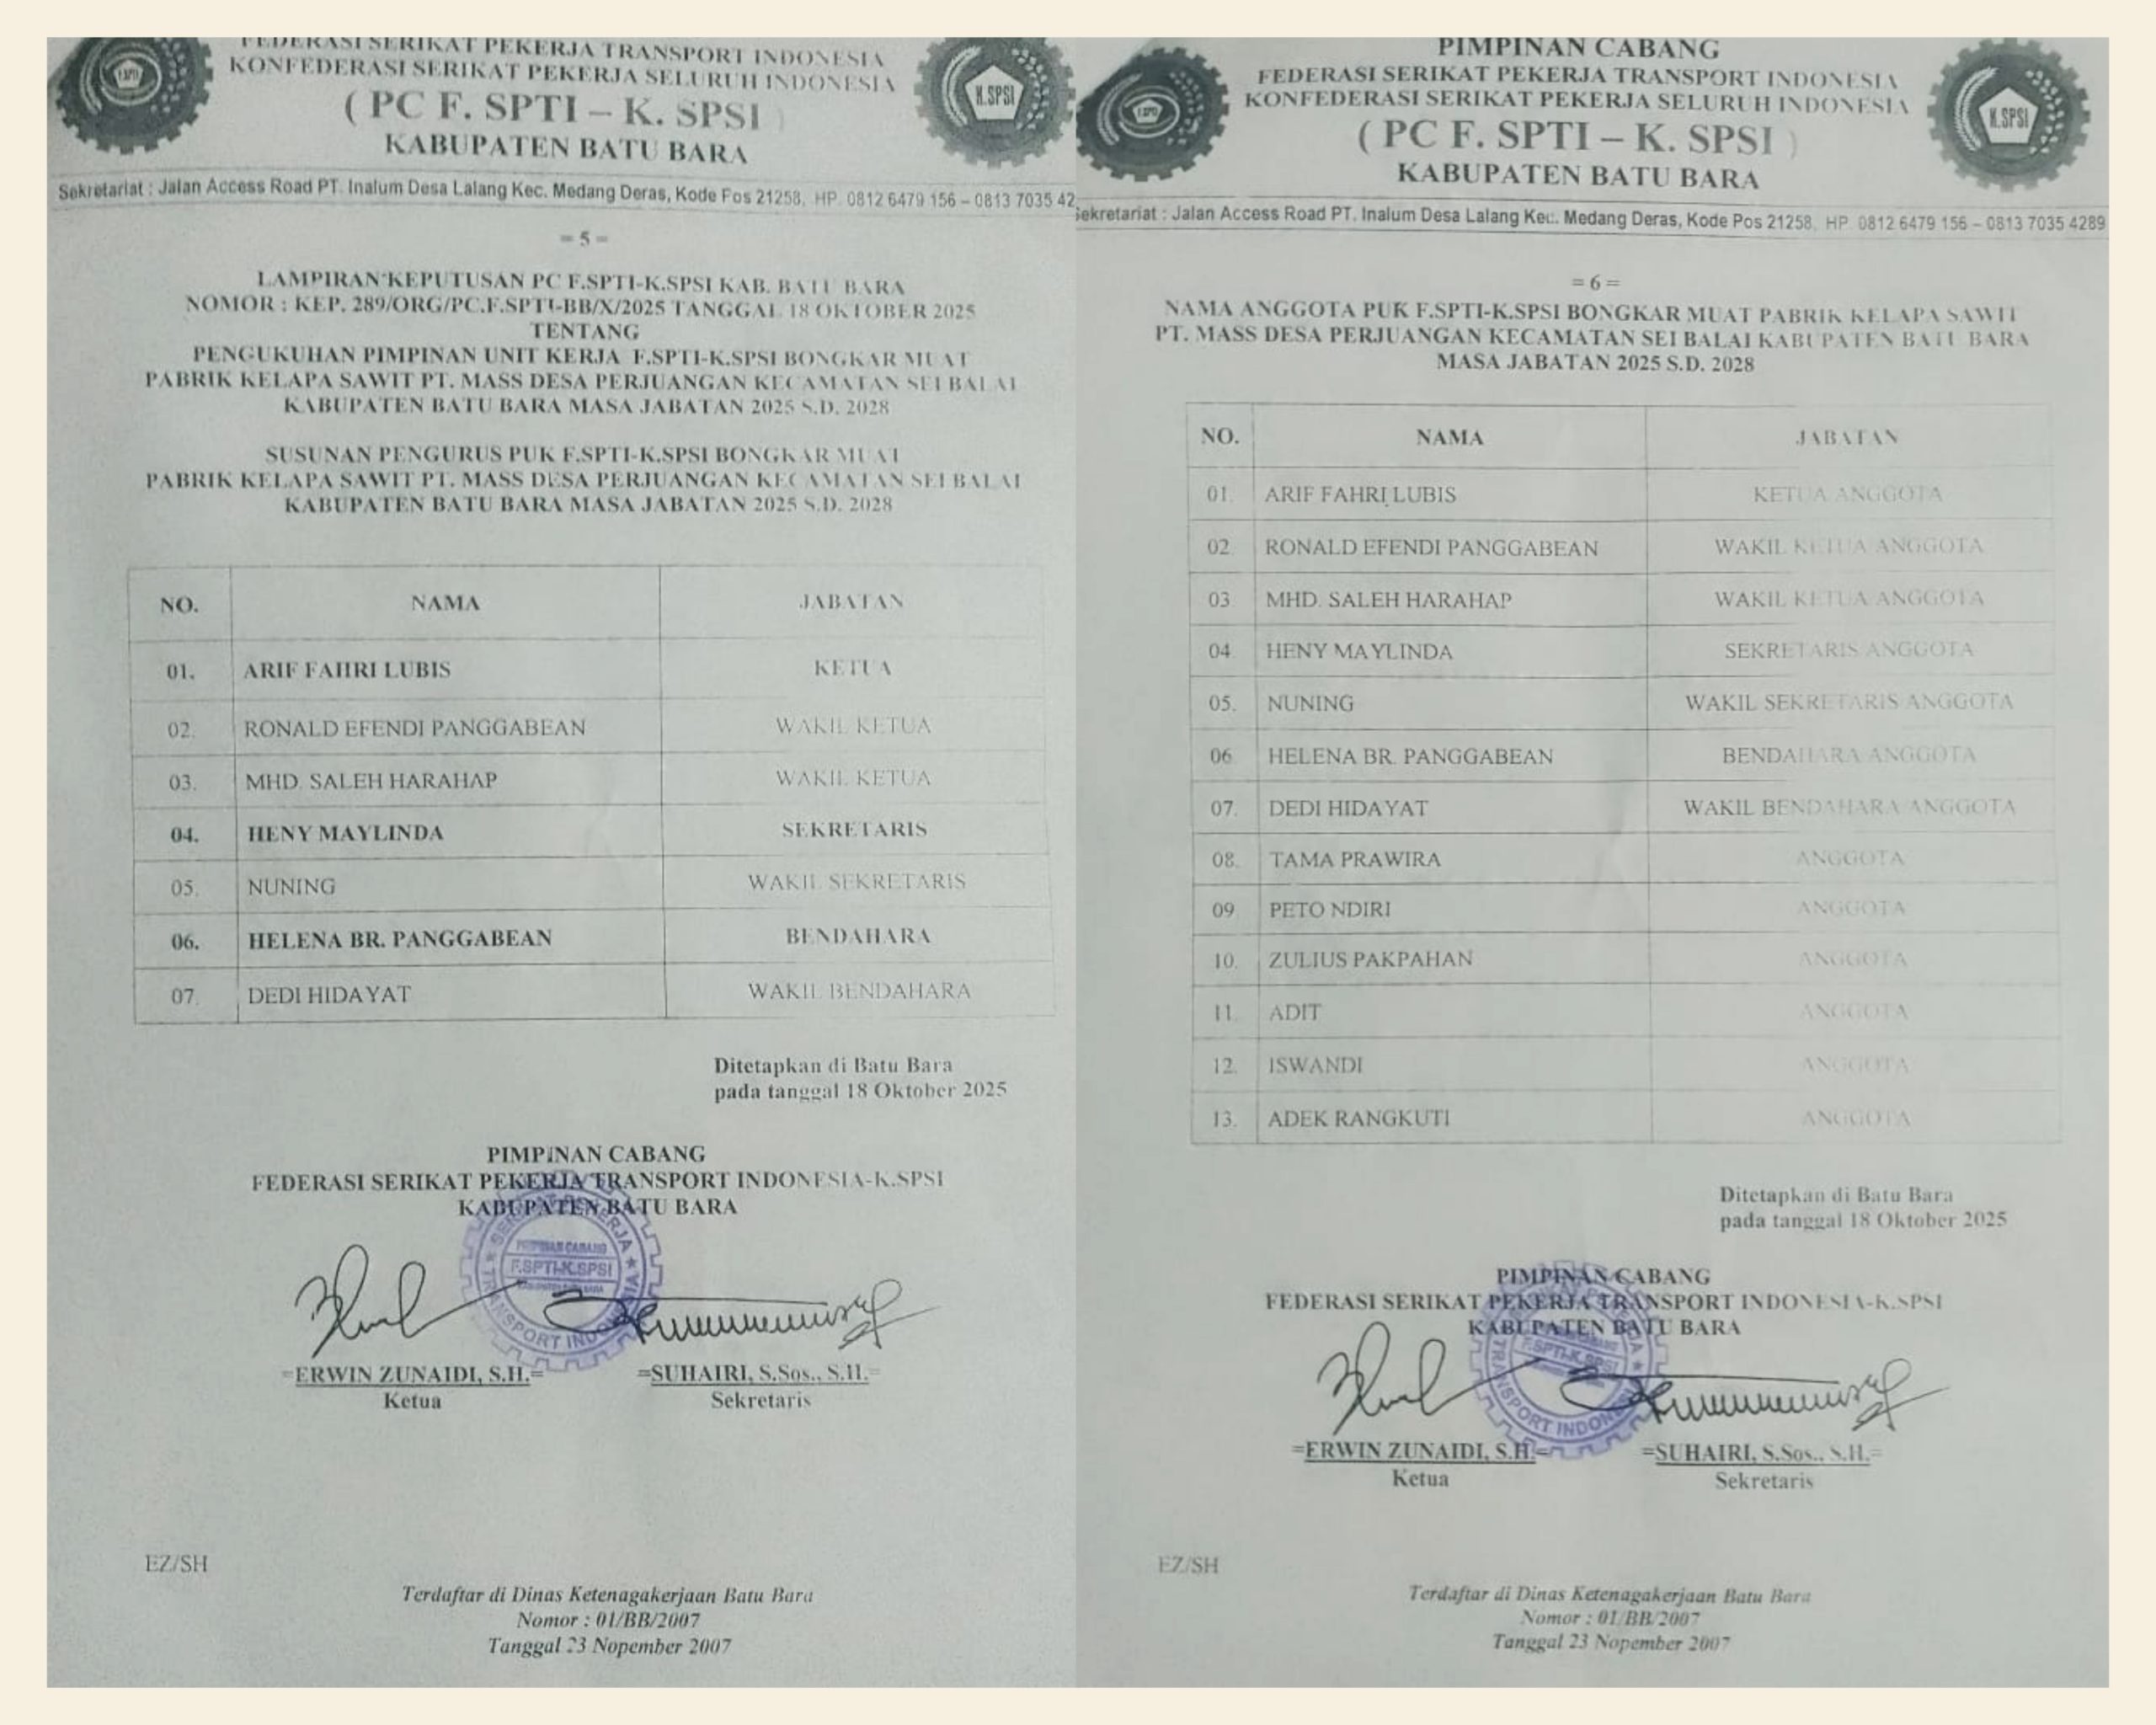 FEDERASI SERIKAT PEKERJA TRANSPORT INDONESIA
KONFEDERASI SERIKAT PEKERJA SELURUH INDONESIA
( PC F. SPTI – K. SPSI )
KABUPATEN BATU BARA
K.SPSI
Sekretariat : Jalan Access Road PT. Inalum Desa Lalang Kec. Medang Deras, Kode Pos 21258, HP. 0812 6479 156 – 0813 7035 42
= 5 =
LAMPIRAN KEPUTUSAN PC F.SPTI-K.SPSI KAB. BATU BARA
NOMOR : KEP. 289/ORG/PC.F.SPTI-BB/X/2025 TANGGAL 18 OKTOBER 2025
TENTANG
PENGUKUHAN PIMPINAN UNIT KERJA F.SPTI-K.SPSI BONGKAR MUAT
PABRIK KELAPA SAWIT PT. MASS DESA PERJUANGAN KECAMATAN SEI BALAI
KABUPATEN BATU BARA MASA JABATAN 2025 S.D. 2028
SUSUNAN PENGURUS PUK F.SPTI-K.SPSI BONGKAR MUAT
PABRIK KELAPA SAWIT PT. MASS DESA PERJUANGAN KECAMATAN SEI BALAI
KABUPATEN BATU BARA MASA JABATAN 2025 S.D. 2028
NO. NAMA JABATAN
01. ARIF FAHRI LUBIS KETUA
02. RONALD EFENDI PANGGABEAN WAKIL KETUA
03. MHD. SALEH HARAHAP WAKIL KETUA
04. HENY MAYLINDA SEKRETARIS
05. NUNING WAKIL SEKRETARIS
06. HELENA BR. PANGGABEAN BENDAHARA
07. DEDI HIDAYAT WAKIL BENDAHARA
Ditetapkan di Batu Bara
pada tanggal 18 Oktober 2025
PIMPINAN CABANG
FEDERASI SERIKAT PEKERJA TRANSPORT INDONESIA-K.SPSI
KABUPATEN BATU BARA
PIMPINAN CABANG
F.SPTI-K.SPSI
TRANSPORT INDONESIA
=ERWIN ZUNAIDI, S.H.= =SUHAIRI, S.Sos., S.H.=
Ketua Sekretaris
EZ/SH
Terdaftar di Dinas Ketenagakerjaan Batu Bara
Nomor : 01/BB/2007
Tanggal 23 Nopember 2007
PIMPINAN CABANG
FEDERASI SERIKAT PEKERJA TRANSPORT INDONESIA
KONFEDERASI SERIKAT PEKERJA SELURUH INDONESIA
( PC F. SPTI – K. SPSI )
KABUPATEN BATU BARA
K.SPSI
Sekretariat : Jalan Access Road PT. Inalum Desa Lalang Kec. Medang Deras, Kode Pos 21258, HP. 0812 6479 156 – 0813 7035 4289
= 6 =
NAMA ANGGOTA PUK F.SPTI-K.SPSI BONGKAR MUAT PABRIK KELAPA SAWIT
PT. MASS DESA PERJUANGAN KECAMATAN SEI BALAI KABUPATEN BATU BARA
MASA JABATAN 2025 S.D. 2028
NO. NAMA JABATAN
01. ARIF FAHRI LUBIS KETUA ANGGOTA
02. RONALD EFENDI PANGGABEAN WAKIL KETUA ANGGOTA
03. MHD. SALEH HARAHAP WAKIL KETUA ANGGOTA
04. HENY MAYLINDA SEKRETARIS ANGGOTA
05. NUNING WAKIL SEKRETARIS ANGGOTA
06. HELENA BR. PANGGABEAN BENDAHARA ANGGOTA
07. DEDI HIDAYAT WAKIL BENDAHARA ANGGOTA
08. TAMA PRAWIRA ANGGOTA
09. PETO NDIRI ANGGOTA
10. ZULIUS PAKPAHAN ANGGOTA
11. ADIT ANGGOTA
12. ISWANDI ANGGOTA
13. ADEK RANGKUTI ANGGOTA
Ditetapkan di Batu Bara
pada tanggal 18 Oktober 2025
PIMPINAN CABANG
FEDERASI SERIKAT PEKERJA TRANSPORT INDONESIA-K.SPSI
KABUPATEN BATU BARA
F.SPTI-K.SPSI
=ERWIN ZUNAIDI, S.H.= =SUHAIRI, S.Sos., S.H.=
Ketua Sekretaris
EZ/SH
Terdaftar di Dinas Ketenagakerjaan Batu Bara
Nomor : 01/BB/2007
Tanggal 23 Nopember 2007